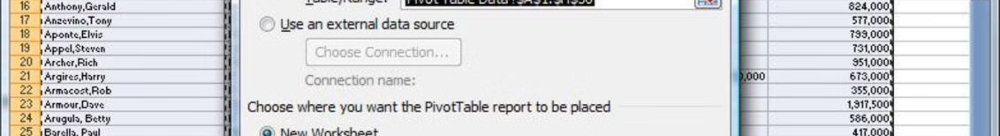 16 Anthony,Gerald 824,000
Table/Range:
17 Anzevino,Tony 577,000
Use an external data source
18 Aponte,Elvis 799,000
19 Appel,Steven 731,000
Choose Connection...
20 Archer,Rich 951,000
21 Argires,Harry 0,000 673,000
Connection name:
22 Armacost,Rob 355,000
23 Armour,Dave 1,917,500
Choose where you want the PivotTable report to be placed
24 Arugula, Betty 586,000
25 Barella, Paul 417,000
New Worksheet